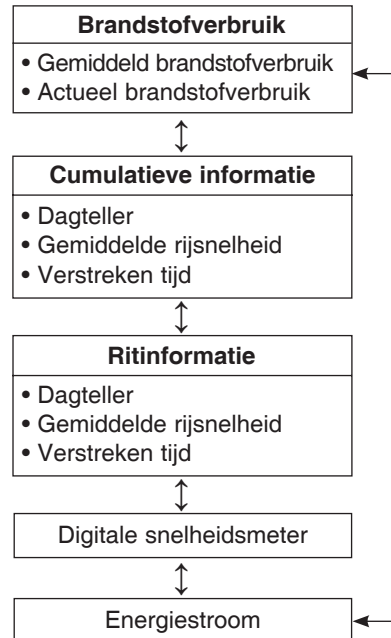 Brandstofverbruik
• Gemiddeld brandstofverbruik
• Actueel brandstofverbruik
Cumulatieve informatie
• Dagteller
• Gemiddelde rijsnelheid
• Verstreken tijd
Ritinformatie
• Dagteller
• Gemiddelde rijsnelheid
• Verstreken tijd
Digitale snelheidsmeter
Energiestroom